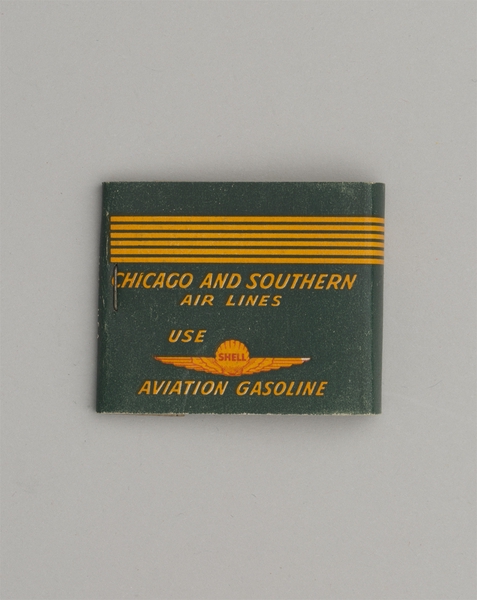 CHICAGO AND SOUTHERN
AIR LINES
USE
SHELL
AVIATION GASOLINE